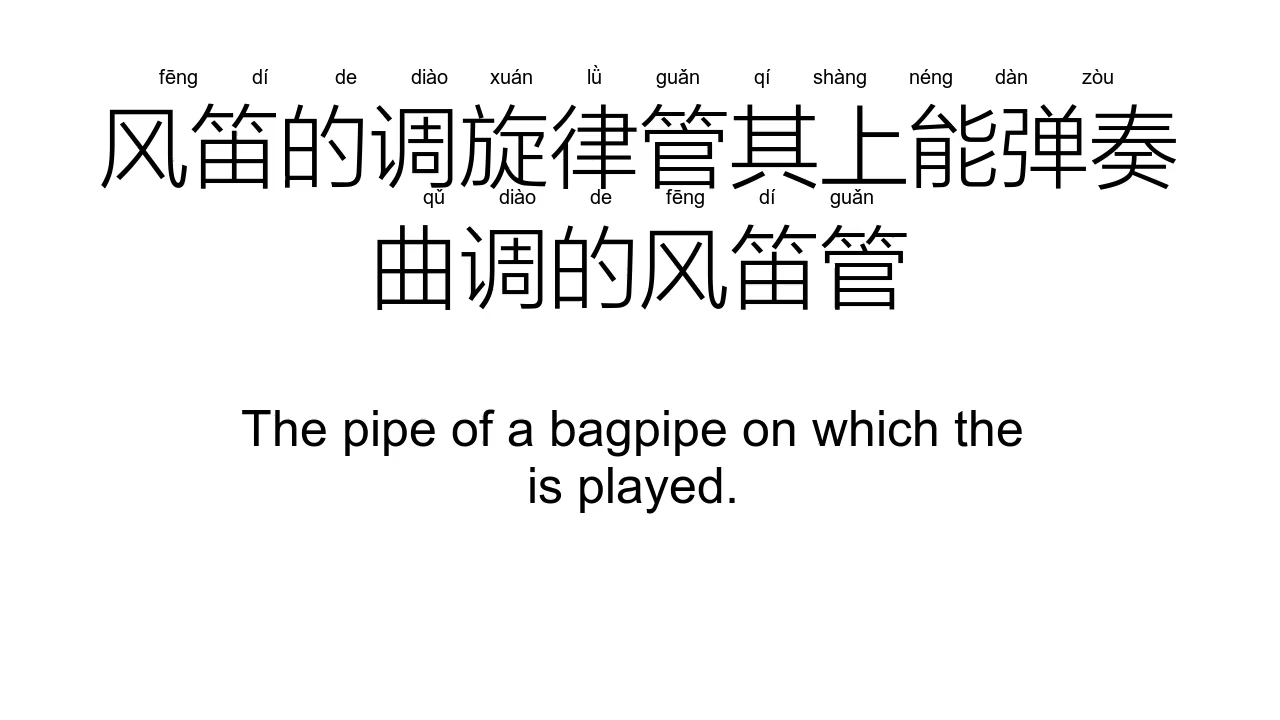 fēng dí de diào xuán lǜ guǎn qí shàng néng dàn zòu
风笛的调旋律管其上能弹奏
qǔ diào de fēng dí guǎn
曲调的风笛管
The pipe of a bagpipe on which the
is played.